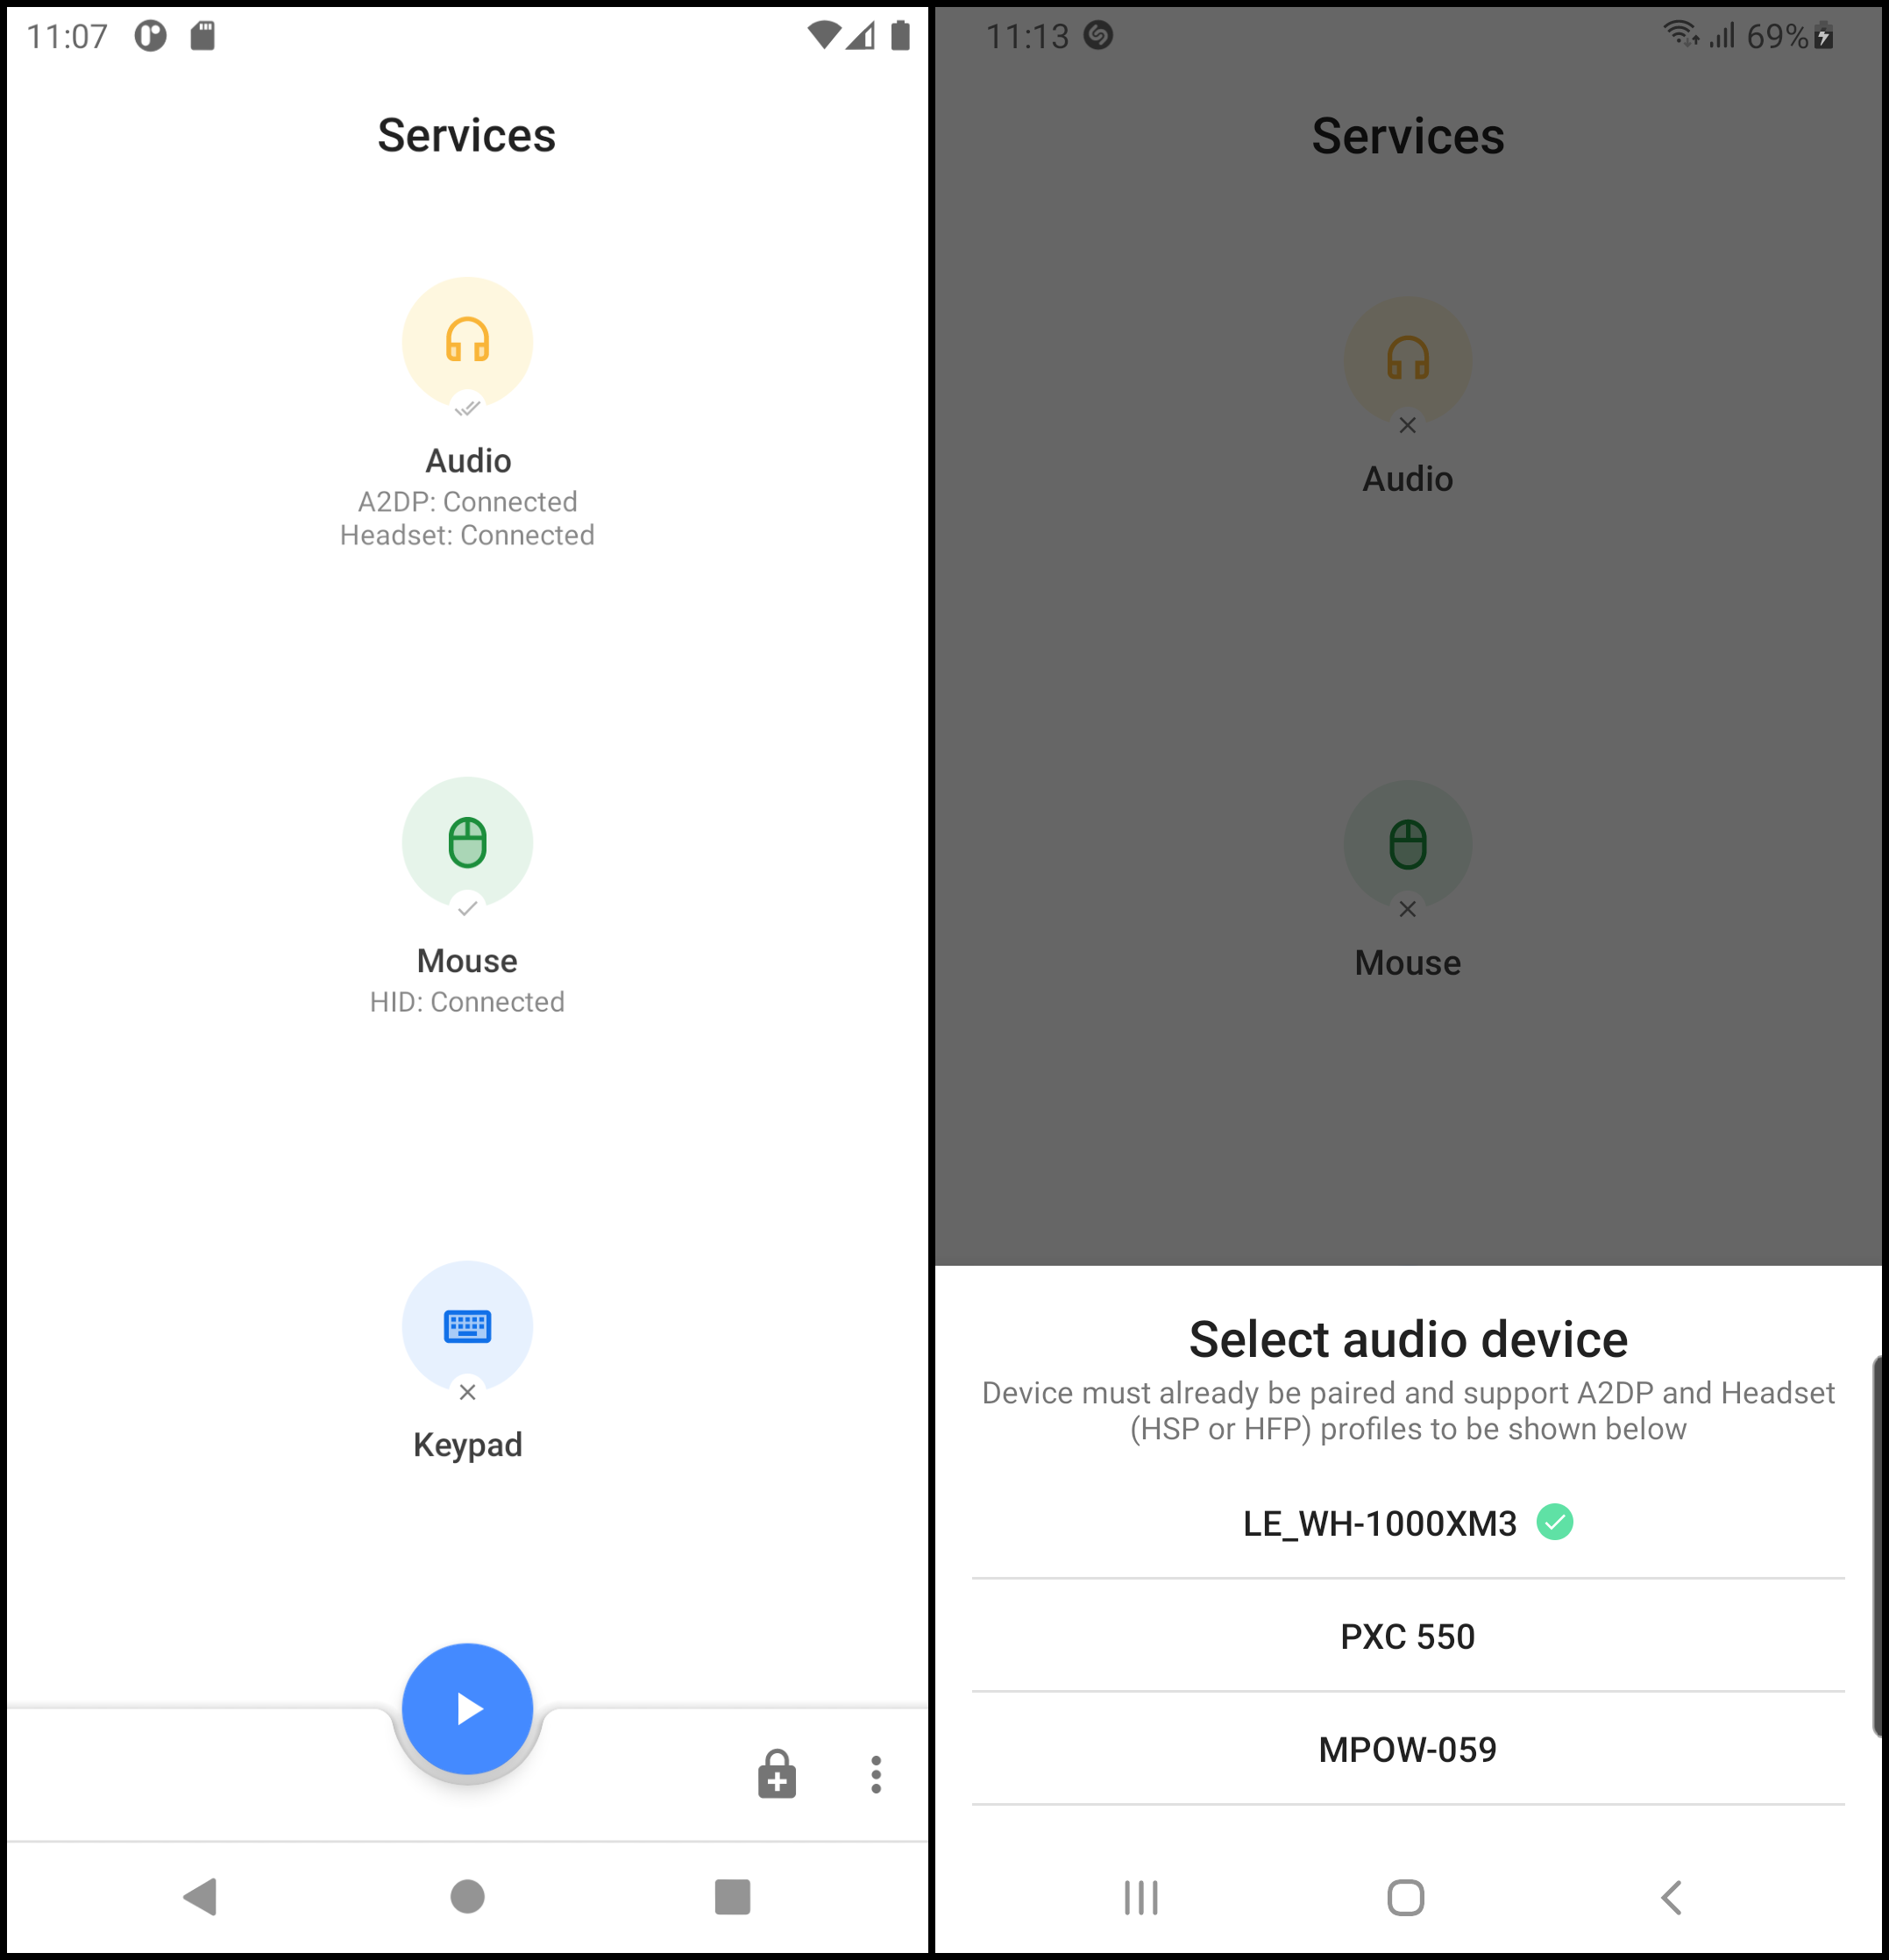 11:07
Services
Audio
A2DP: Connected
Headset: Connected
Mouse
HID: Connected
Keypad
11:13
69%
Services
Audio
Mouse
Select audio device
Device must already be paired and support A2DP and Headset
(HSP or HFP) profiles to be shown below
LE_WH-1000XM3
PXC 550
MPOW-059